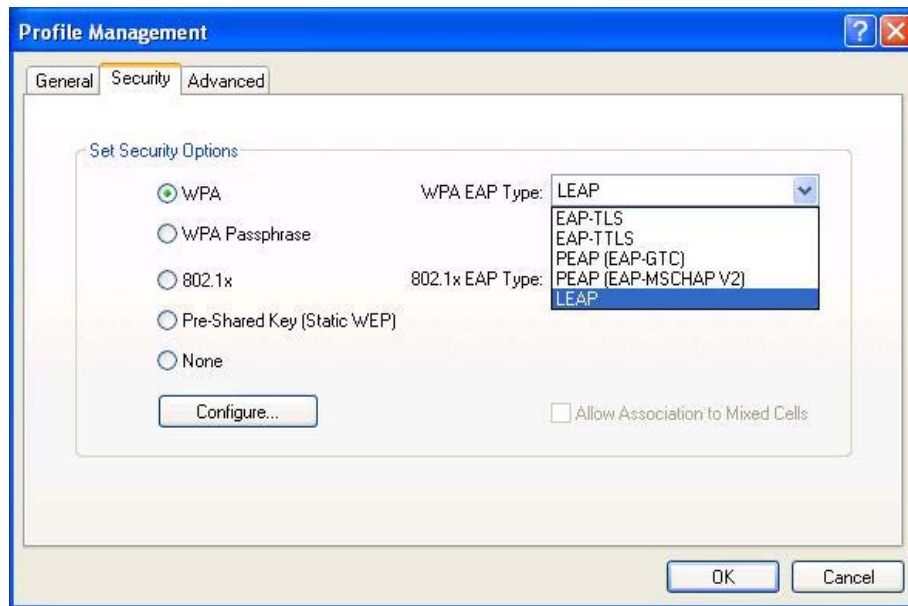 Profile Management
General Security Advanced
Set Security Options
WPA WPA EAP Type: LEAP
EAP-TLS
WPA Passphrase EAP-TTLS
PEAP (EAP-GTC)
802.1x 802.1x EAP Type: PEAP (EAP-MSCHAP V2)
LEAP
Pre-Shared Key (Static WEP)
None
Configure... Allow Association to Mixed Cells
OK Cancel